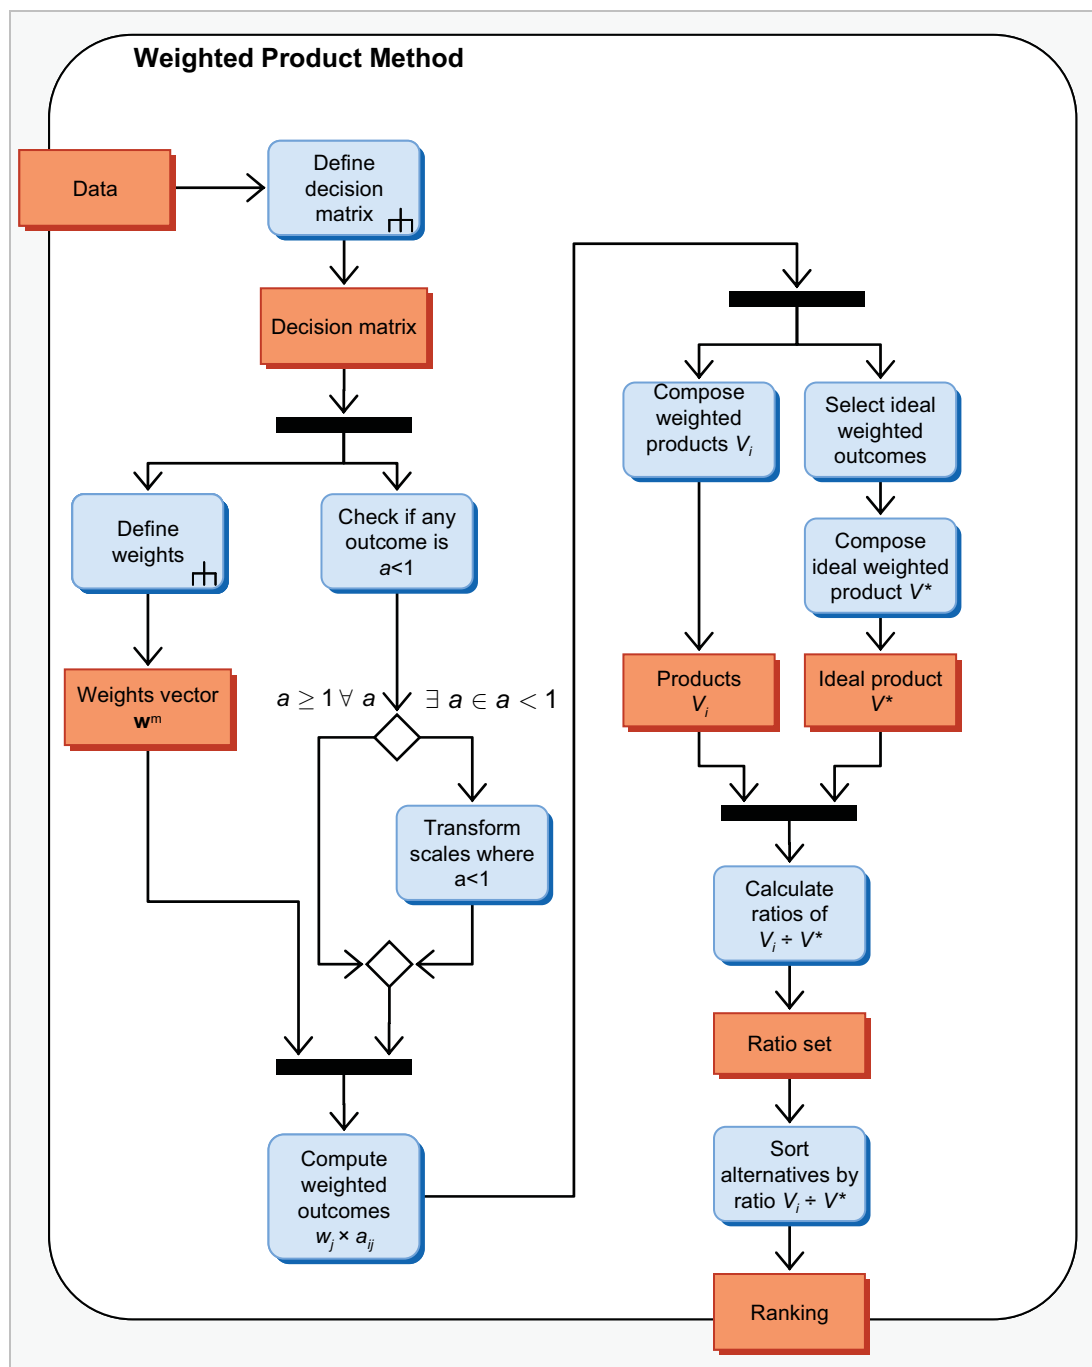 Weighted Product Method
Data
Define
decision
matrix
Decision matrix
Define
weights
Check if any
outcome is
a<1
Weights vector
wᵐ
a ≥ 1 ∀ a
∃ a ∈ a < 1
Transform
scales where
a<1
Compute
weighted
outcomes
wⱼ × aᵢⱼ
Compose
weighted
products Vᵢ
Select ideal
weighted
outcomes
Compose
ideal weighted
product V*
Products
Vᵢ
Ideal product
V*
Calculate
ratios of
Vᵢ ÷ V*
Ratio set
Sort
alternatives by
ratio Vᵢ ÷ V*
Ranking